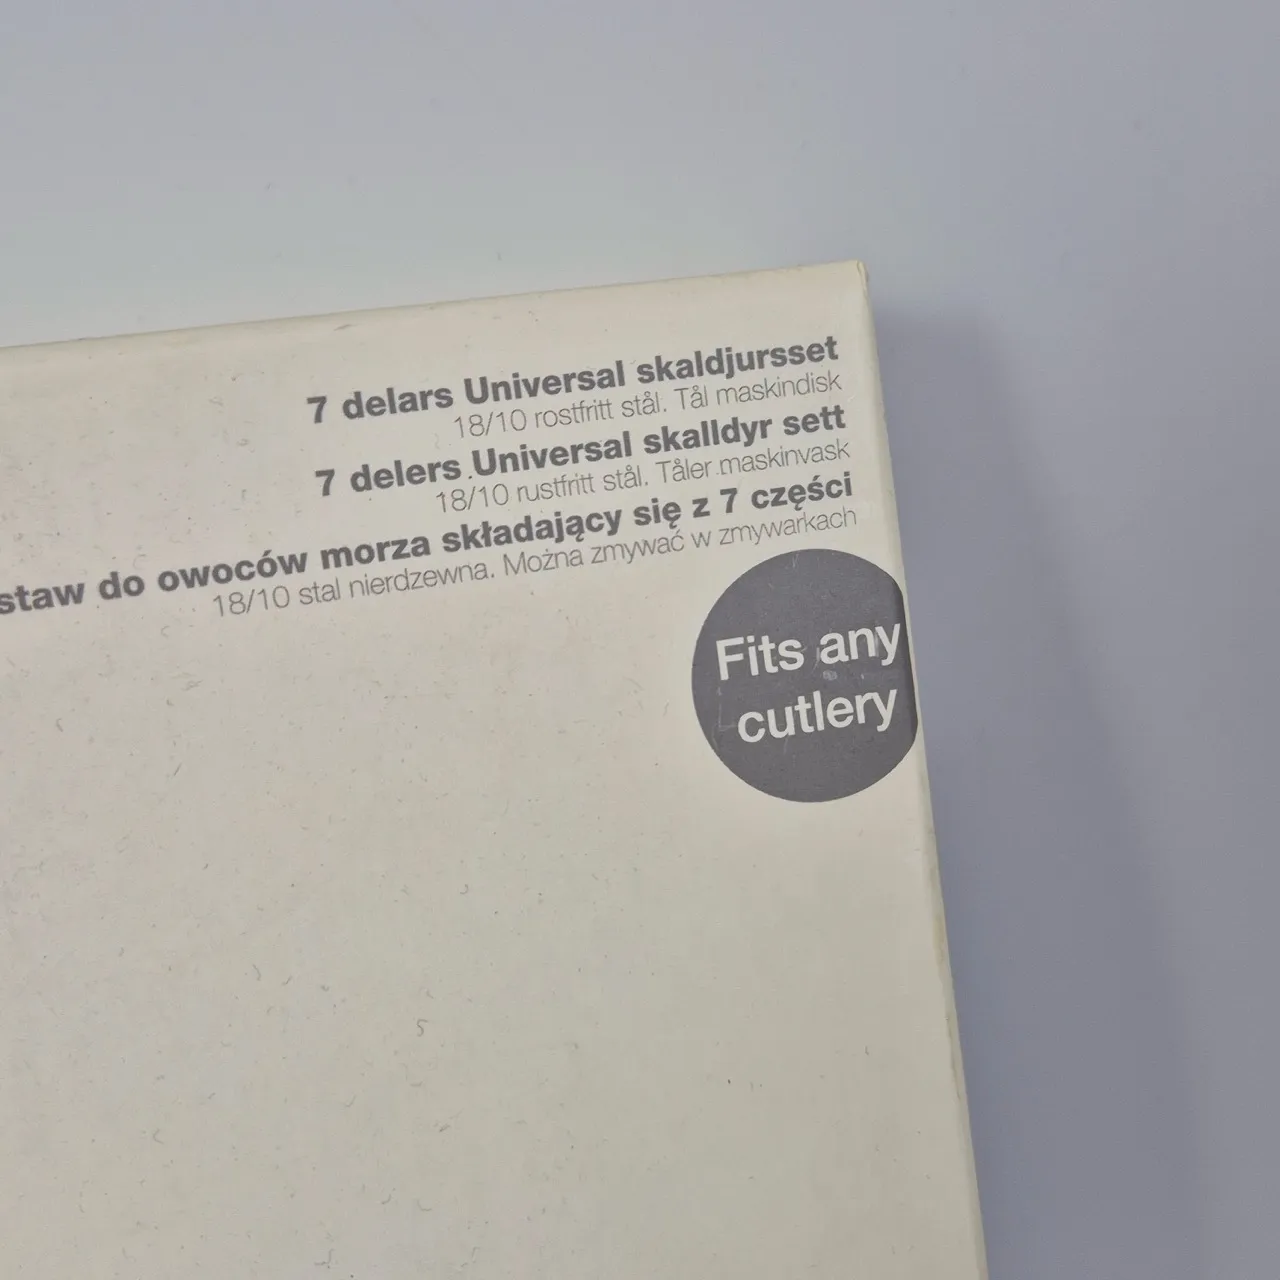 7 delars Universal skaldjursset
18/10 rostfritt stål. Tål maskindisk
7 delers Universal skalldyr sett
18/10 rustfritt stål. Tåler maskinvask
staw do owoców morza składający się z 7 części
18/10 stal nierdzewna. Można zmywać w zmywarkach
Fits any
cutlery